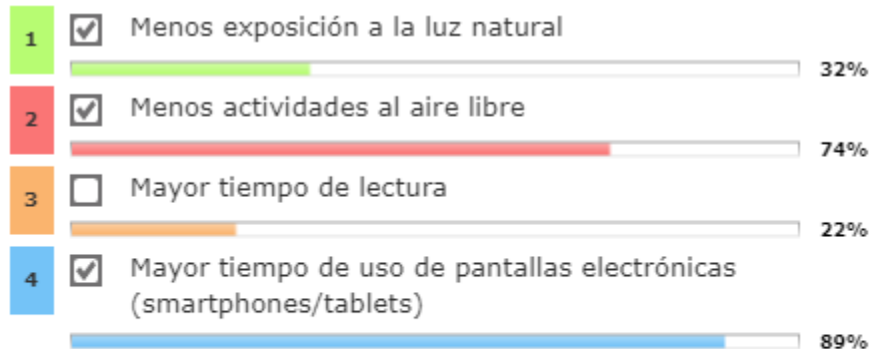 1 Menos exposición a la luz natural
32%
2 Menos actividades al aire libre
74%
3 Mayor tiempo de lectura
22%
4 Mayor tiempo de uso de pantallas electrónicas
(smartphones/tablets)
89%